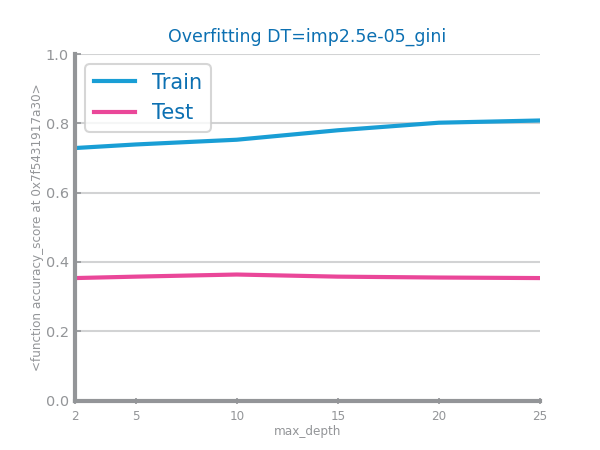 Overfitting DT=imp2.5e-05_gini
1.0
0.8
0.6
0.4
0.2
0.0
Train
Test
<function accuracy_score at 0x7f5431917a30>
2
5
10
15
20
25
max_depth